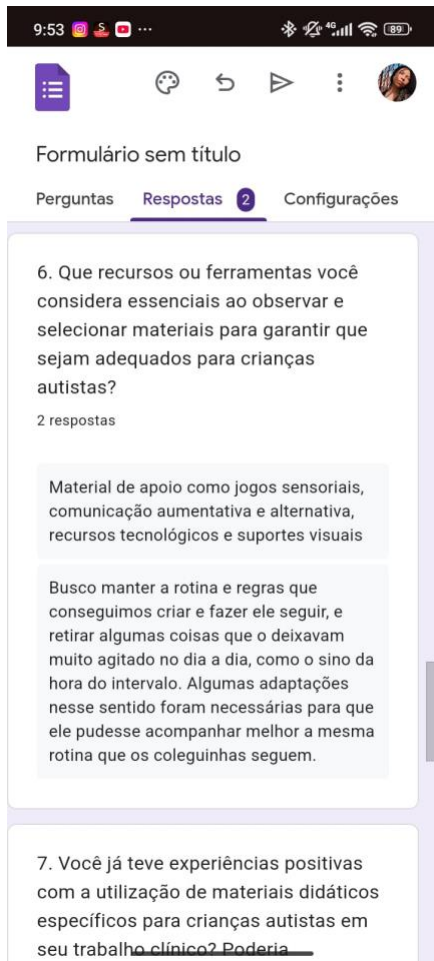 9:53 ... 4G 89
Formulário sem título
Perguntas Respostas 2 Configurações
6. Que recursos ou ferramentas você
considera essenciais ao observar e
selecionar materiais para garantir que
sejam adequados para crianças
autistas?
2 respostas
Material de apoio como jogos sensoriais,
comunicação aumentativa e alternativa,
recursos tecnológicos e suportes visuais
Busco manter a rotina e regras que
conseguimos criar e fazer ele seguir, e
retirar algumas coisas que o deixavam
muito agitado no dia a dia, como o sino da
hora do intervalo. Algumas adaptações
nesse sentido foram necessárias para que
ele pudesse acompanhar melhor a mesma
rotina que os coleguinhas seguem.
7. Você já teve experiências positivas
com a utilização de materiais didáticos
específicos para crianças autistas em
seu trabalho clínico? Poderia